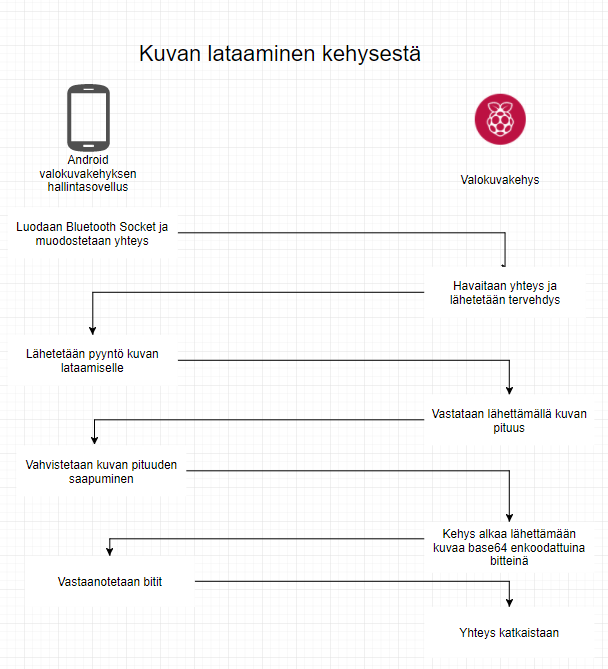 Kuvan lataaminen kehysestä
Android
valokuvakehyksen
hallintasovellus
Valokuvakehys
Luodaan Bluetooth Socket ja
muodostetaan yhteys
Havaitaan yhteys ja
lähetetään tervehdys
Lähetetään pyyntö kuvan
lataamiselle
Vastataan lähettämällä kuvan
pituus
Vahvistetaan kuvan pituuden
saapuminen
Kehys alkaa lähettämään
kuvaa base64 enkoodattuina
bitteinä
Vastaanotetaan bitit
Yhteys katkaistaan